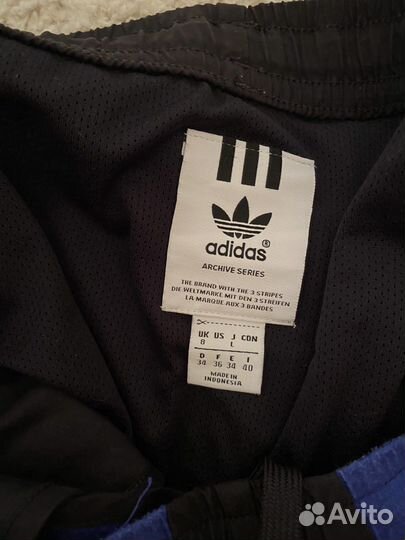 adidas®
ARCHIVE SERIES
THE BRAND WITH THE 3 STRIPES
DIE WELTMARKE MIT DEN 3 STREIFEN
LA MARQUE AUX 3 BANDES
UK US J CDN
8 L
D F E I
34 36 34 40
MADE IN
INDONESIA
Avito